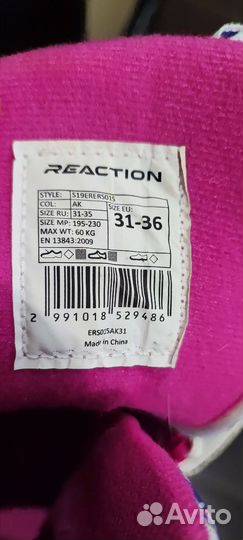 REACTION
STYLE: S19ERERS015
COL: AK
SIZE RU: 31-35
SIZE MP: 195-230
MAX WT: 60 KG
EN 13843:2009
SIZE EU:
31-36
2 991018 529486
ERS015AK31
Made in China
Avito